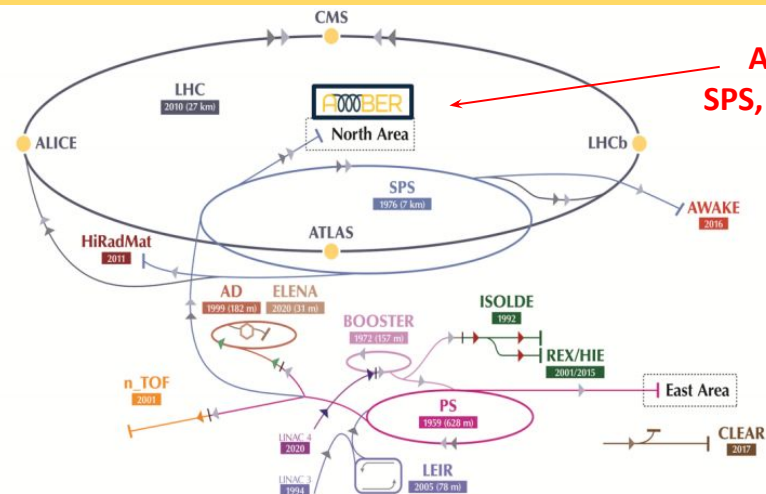 CMS
LHC
2010 (27 km)
AMBER
North Area
A
SPS,
ALICE
LHCb
SPS
1976 (7 km)
AWAKE
2016
ATLAS
HiRadMat
2011
AD
1999 (182 m)
ELENA
2020 (31 m)
ISOLDE
1992
BOOSTER
1972 (157 m)
REX/HIE
2001/2015
n_TOF
2001
East Area
PS
1959 (628 m)
LINAC 4
2020
CLEAR
2017
LINAC 3
1994
LEIR
2005 (78 m)